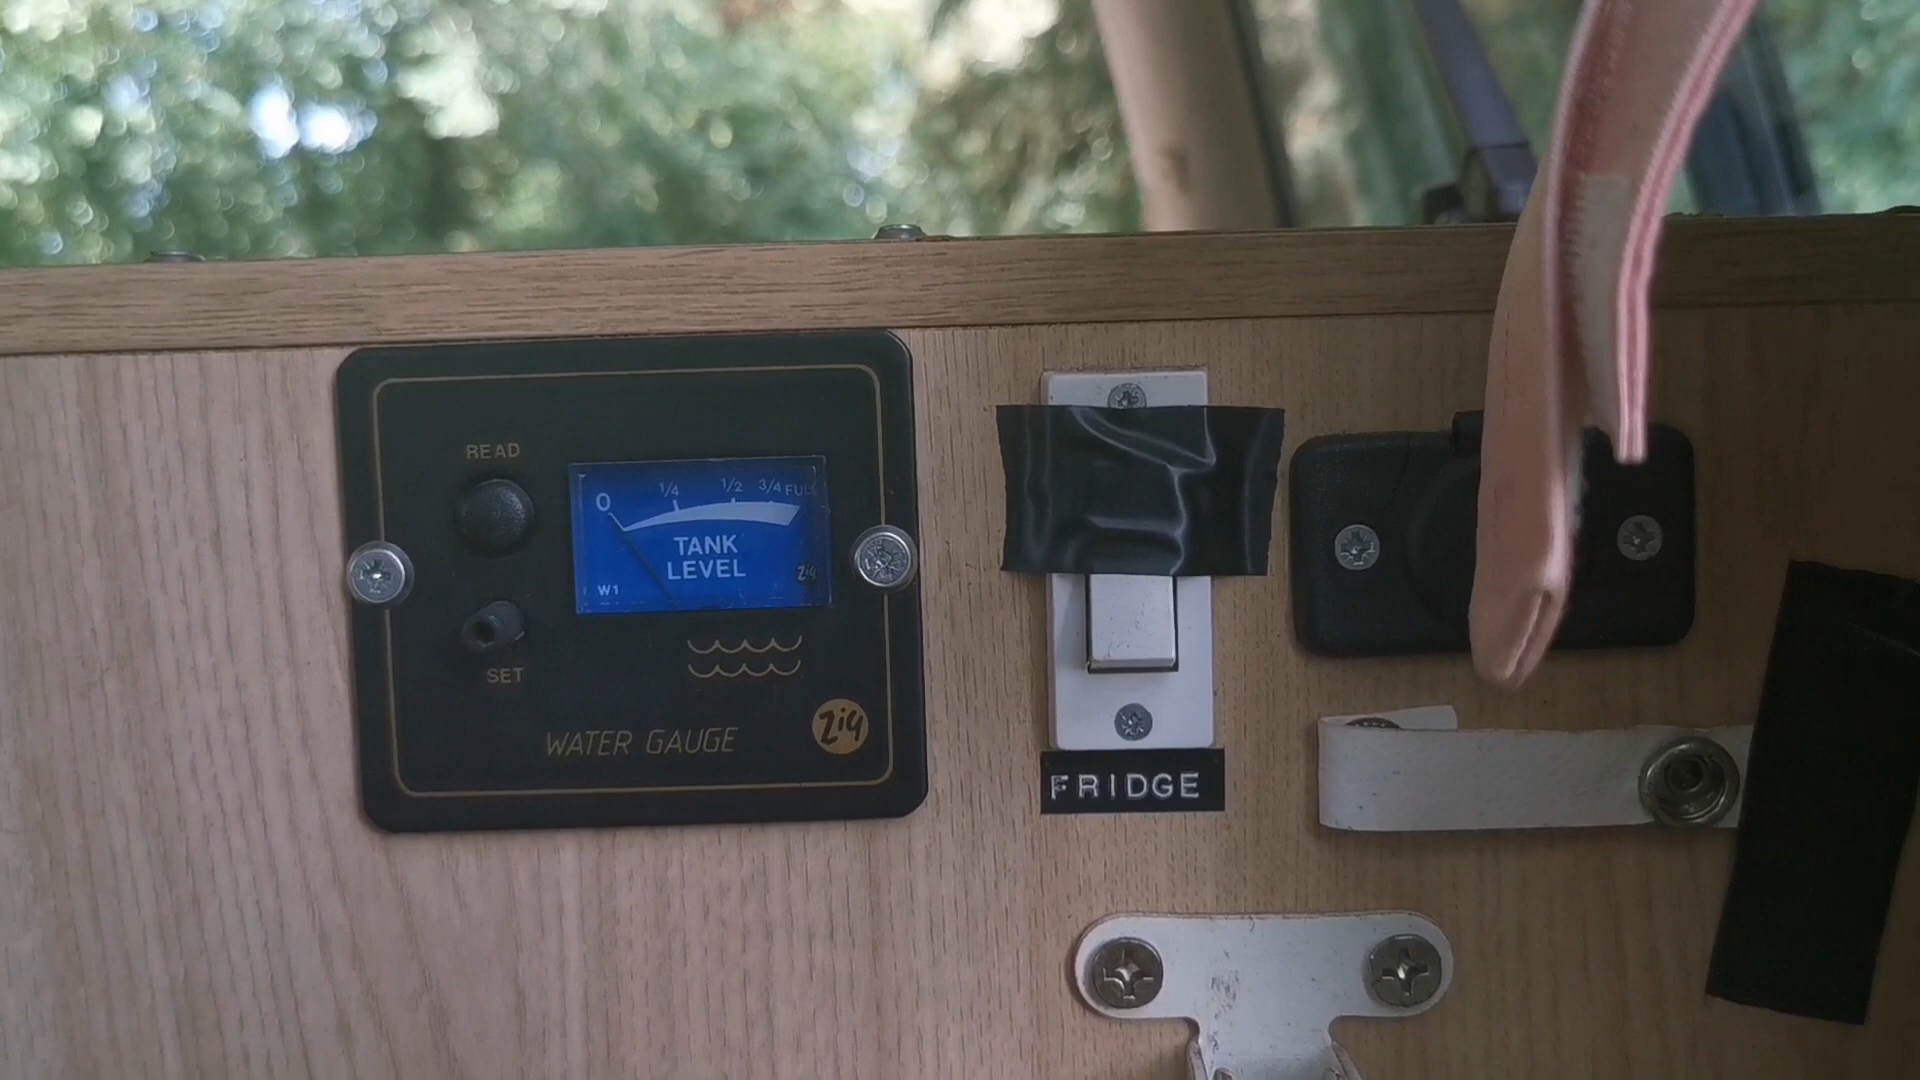 READ
0 1/4 1/2 3/4 FULL
TANK
LEVEL
W1 Zig
SET
WATER GAUGE Zig
FRIDGE